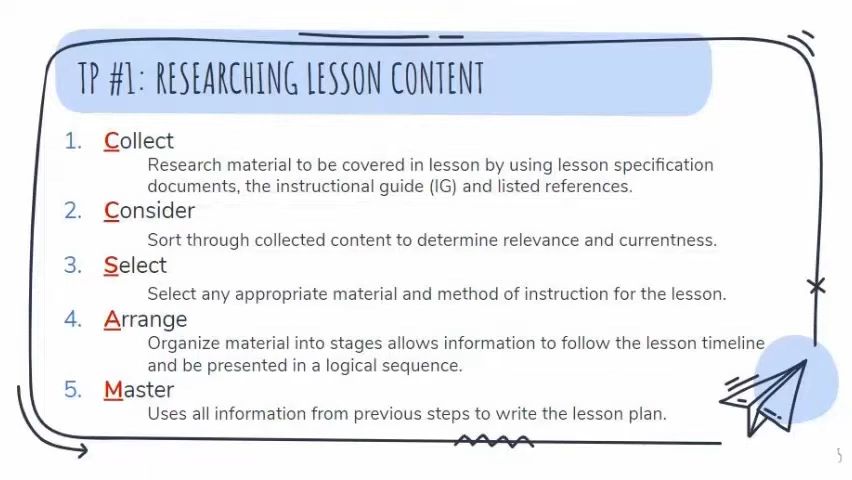 TP #1: RESEARCHING LESSON CONTENT
1. Collect
Research material to be covered in lesson by using lesson specification
documents, the instructional guide (IG) and listed references.
2. Consider
Sort through collected content to determine relevance and currentness.
3. Select
Select any appropriate material and method of instruction for the lesson.
4. Arrange
Organize material into stages allows information to follow the lesson timeline
and be presented in a logical sequence.
5. Master
Uses all information from previous steps to write the lesson plan.
5